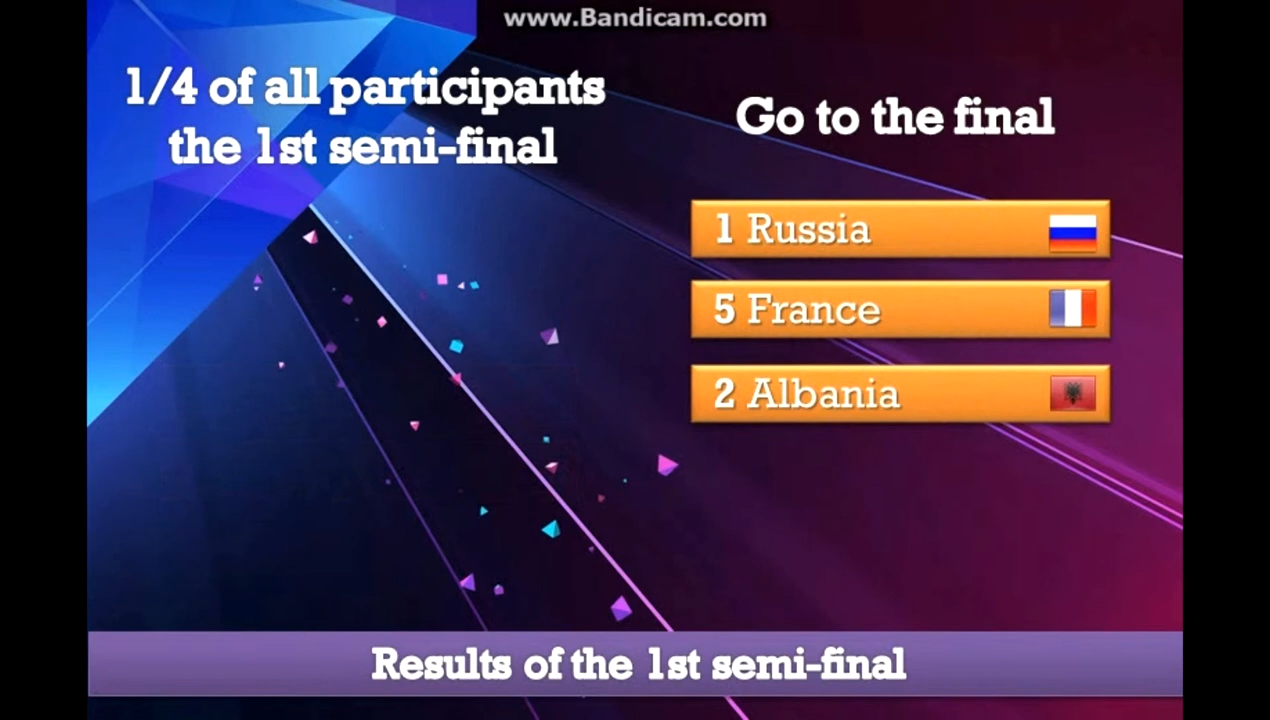 www.Bandicam.com
1/4 of all participants
the 1st semi-final
Go to the final
1 Russia
5 France
2 Albania
Results of the 1st semi-final